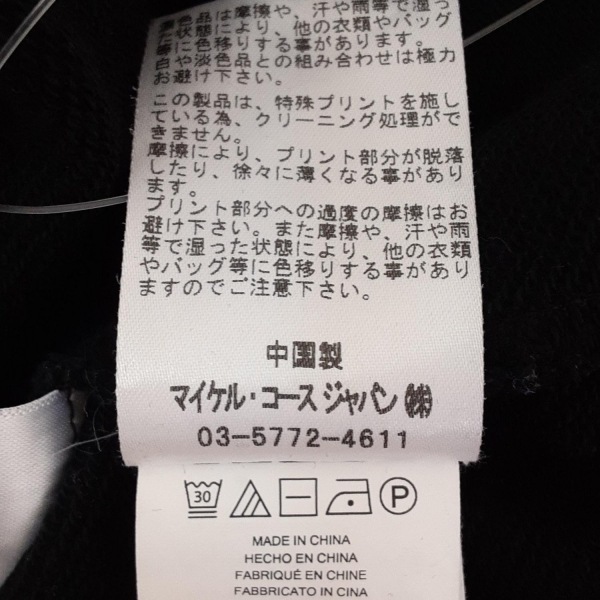 濃色品は摩擦や、汗や雨等で湿っ
た状態により、他の衣類やバッグ
等に色移りする事があります。
白や淡色品との組み合わせは極力
お避け下さい。
この製品は、特殊プリントを施し
ている為、クリーニング処理がで
きません。
摩擦により、プリント部分が脱落
したり、徐々に薄くなる事があり
ます。
プリント部分への過度の摩擦はお
避け下さい。また摩擦や、汗や雨
等で湿った状態により、他の衣類
やバッグ等に色移りする事があり
ますのでご注意下さい。
中国製
マイケル・コース ジャパン ㈱
03-5772-4611
30 P
MADE IN CHINA
HECHO EN CHINA
FABRIQUÉ EN CHINE
FABBRICATO IN CINA